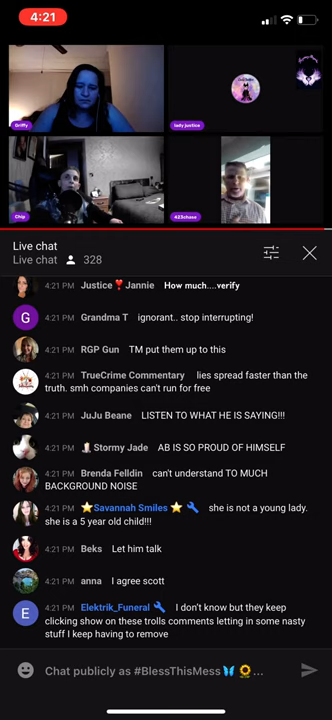 4:21
Griffy
lady justice
Chip
423chase
Live chat
Live chat 328
4:21 PM Justice❣️Jannie How much....verify
G 4:21 PM Grandma T ignorant.. stop interrupting!
4:21 PM RGP Gun TM put them up to this
4:21 PM TrueCrime Commentary lies spread faster than the
truth. smh companies can't run for free
4:21 PM JuJu Beane LISTEN TO WHAT HE IS SAYING!!!
4:21 PM Stormy Jade AB IS SO PROUD OF HIMSELF
4:21 PM Brenda Felldin can't understand TO MUCH
BACKGROUND NOISE
4:21 PM ⭐Savannah Smiles ⭐ 🔧 she is not a young lady.
she is a 5 year old child!!!
4:21 PM Beks Let him talk
4:21 PM anna I agree scott
E 4:21 PM Elektrik_Funeral 🔧 I don't know but they keep
clicking show on these trolls comments letting in some nasty
stuff I keep having to remove
Chat publicly as #BlessThisMess🦋🌻...